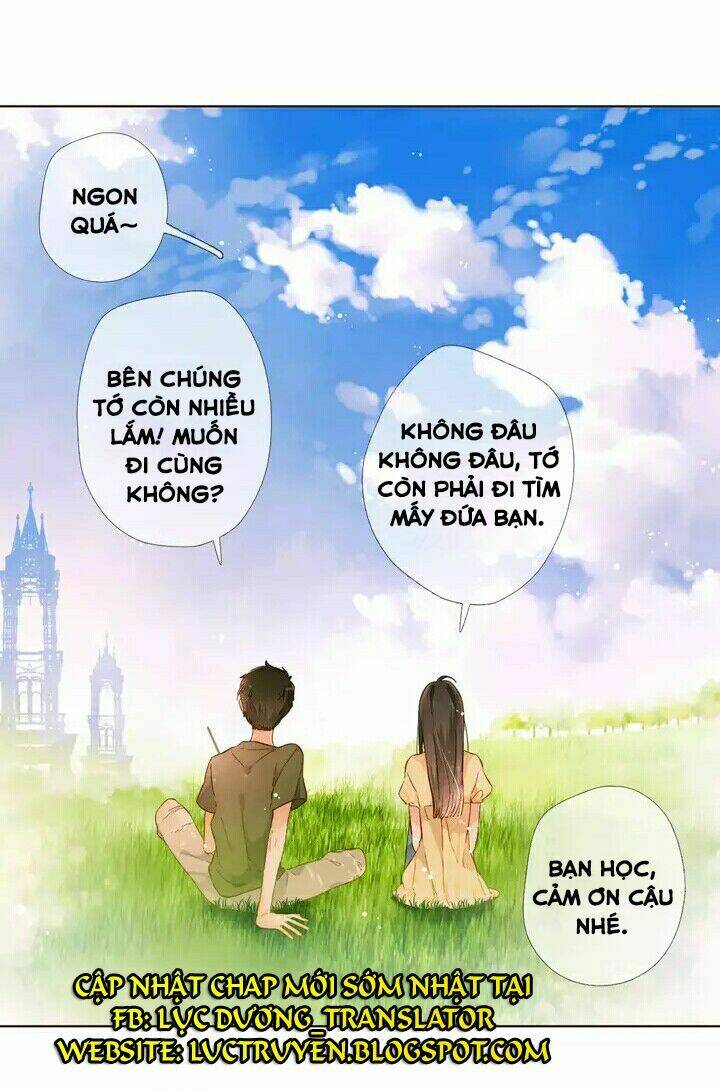 NGON
QUÁ~
BÊN CHÚNG
TỚ CÒN NHIỀU
LẮM! MUỐN
ĐI CÙNG
KHÔNG?
KHÔNG ĐÂU
KHÔNG ĐÂU, TỚ
CÒN PHẢI ĐI TÌM
MẤY ĐỨA BẠN.
BẠN HỌC,
CẢM ƠN CẬU
NHÉ.
CẬP NHẬT CHAP MỚI SỚM NHẤT TẠI
FB: LỤC DƯƠNG_TRANSLATOR
WEBSITE: LUCTRUYEN.BLOGSPOT.COM